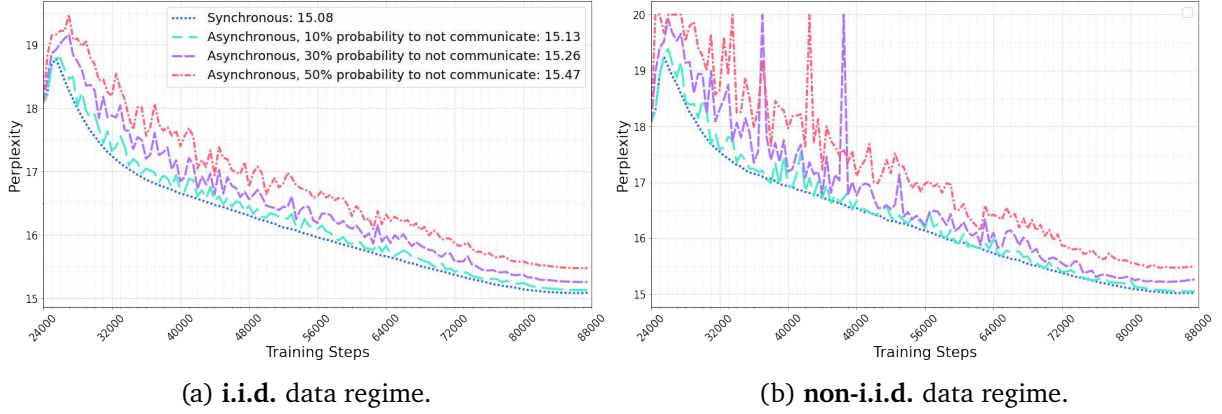 Synchronous: 15.08
Asynchronous, 10% probability to not communicate: 15.13
Asynchronous, 30% probability to not communicate: 15.26
Asynchronous, 50% probability to not communicate: 15.47
Perplexity
19
18
17
16
15
24000
32000
40000
48000
56000
64000
72000
80000
88000
Training Steps
(a) i.i.d. data regime.
Perplexity
20
19
18
17
16
15
24000
32000
40000
48000
56000
64000
72000
80000
88000
Training Steps
(b) non-i.i.d. data regime.